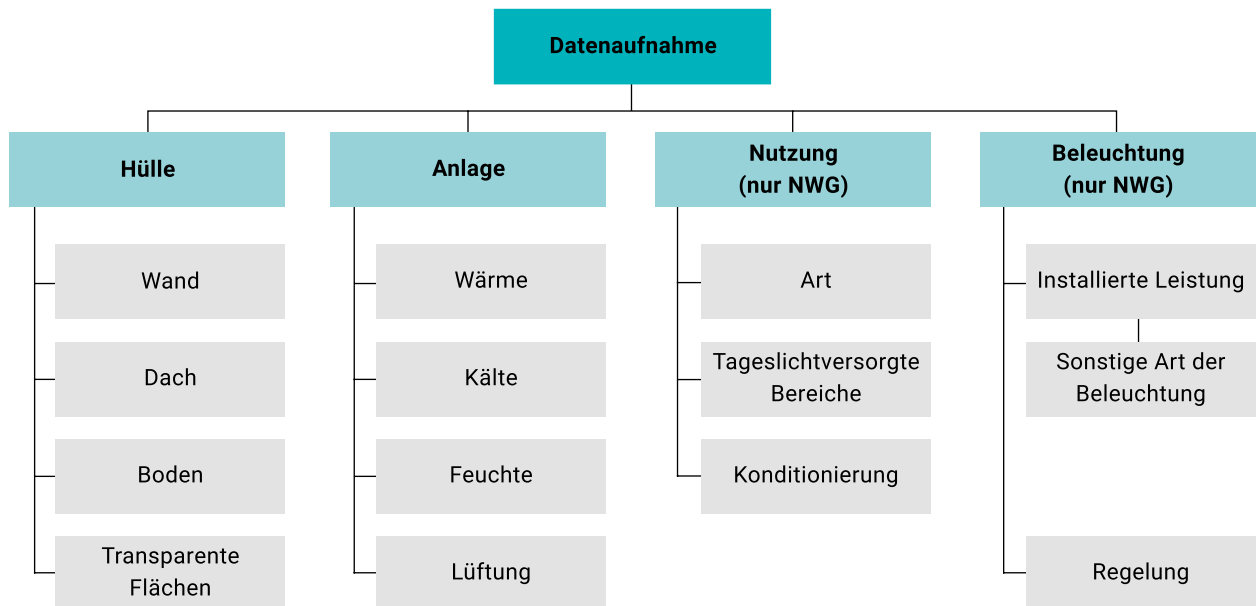 Datenaufnahme
Hülle
Wand
Dach
Boden
Transparente
Flächen
Anlage
Wärme
Kälte
Feuchte
Lüftung
Nutzung
(nur NWG)
Art
Tageslichtversorgte
Bereiche
Konditionierung
Beleuchtung
(nur NWG)
Installierte Leistung
Sonstige Art der
Beleuchtung
Regelung